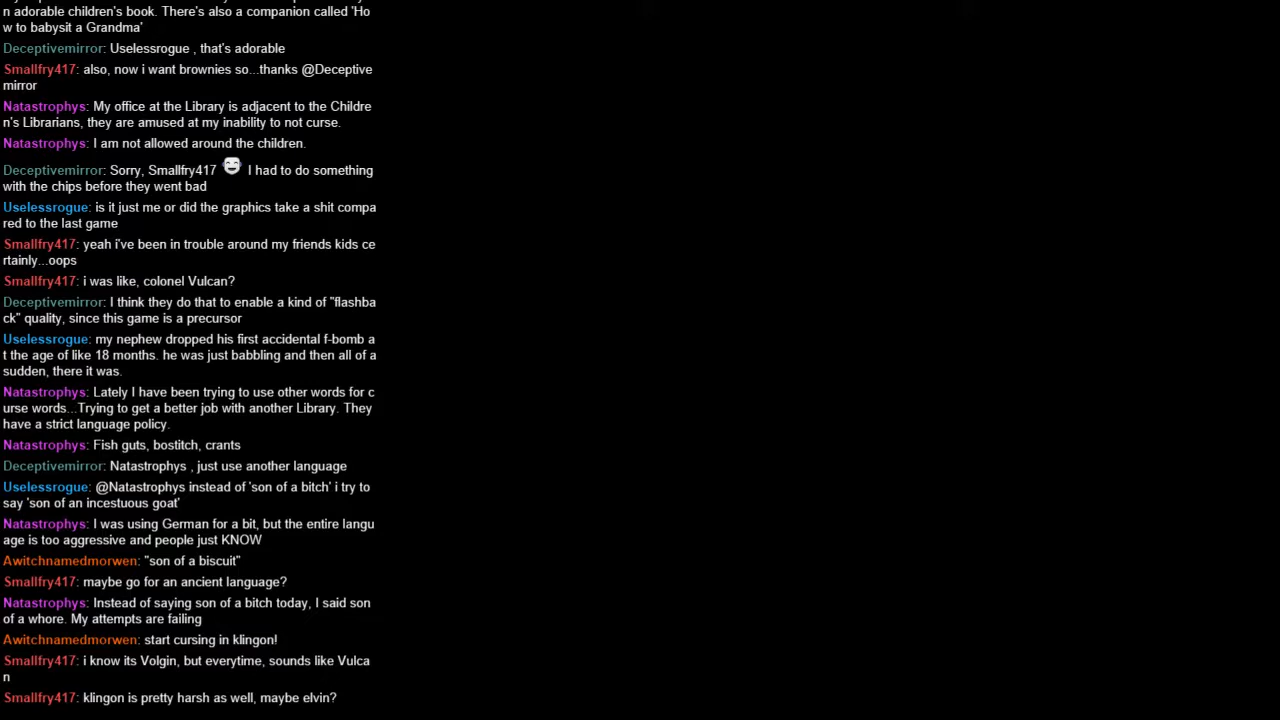 n adorable children's book. There's also a companion called 'Ho
w to babysit a Grandma'
Deceptivemirror: Uselessrogue , that's adorable
Smallfry417: also, now i want brownies so...thanks @Deceptive
mirror
Natastrophys: My office at the Library is adjacent to the Childre
n's Librarians, they are amused at my inability to not curse.
Natastrophys: I am not allowed around the children.
Deceptivemirror: Sorry, Smallfry417 I had to do something
with the chips before they went bad
Uselessrogue: is it just me or did the graphics take a shit compa
red to the last game
Smallfry417: yeah i've been in trouble around my friends kids ce
rtainly...oops
Smallfry417: i was like, colonel Vulcan?
Deceptivemirror: I think they do that to enable a kind of "flashba
ck" quality, since this game is a precursor
Uselessrogue: my nephew dropped his first accidental f-bomb a
t the age of like 18 months. he was just babbling and then all of a
sudden, there it was.
Natastrophys: Lately I have been trying to use other words for c
urse words...Trying to get a better job with another Library. They
have a strict language policy.
Natastrophys: Fish guts, bostitch, crants
Deceptivemirror: Natastrophys , just use another language
Uselessrogue: @Natastrophys instead of 'son of a bitch' i try to
say 'son of an incestuous goat'
Natastrophys: I was using German for a bit, but the entire langu
age is too aggressive and people just KNOW
Awitchnamedmorwen: "son of a biscuit"
Smallfry417: maybe go for an ancient language?
Natastrophys: Instead of saying son of a bitch today, I said son
of a whore. My attempts are failing
Awitchnamedmorwen: start cursing in klingon!
Smallfry417: i know its Volgin, but everytime, sounds like Vulca
n
Smallfry417: klingon is pretty harsh as well, maybe elvin?